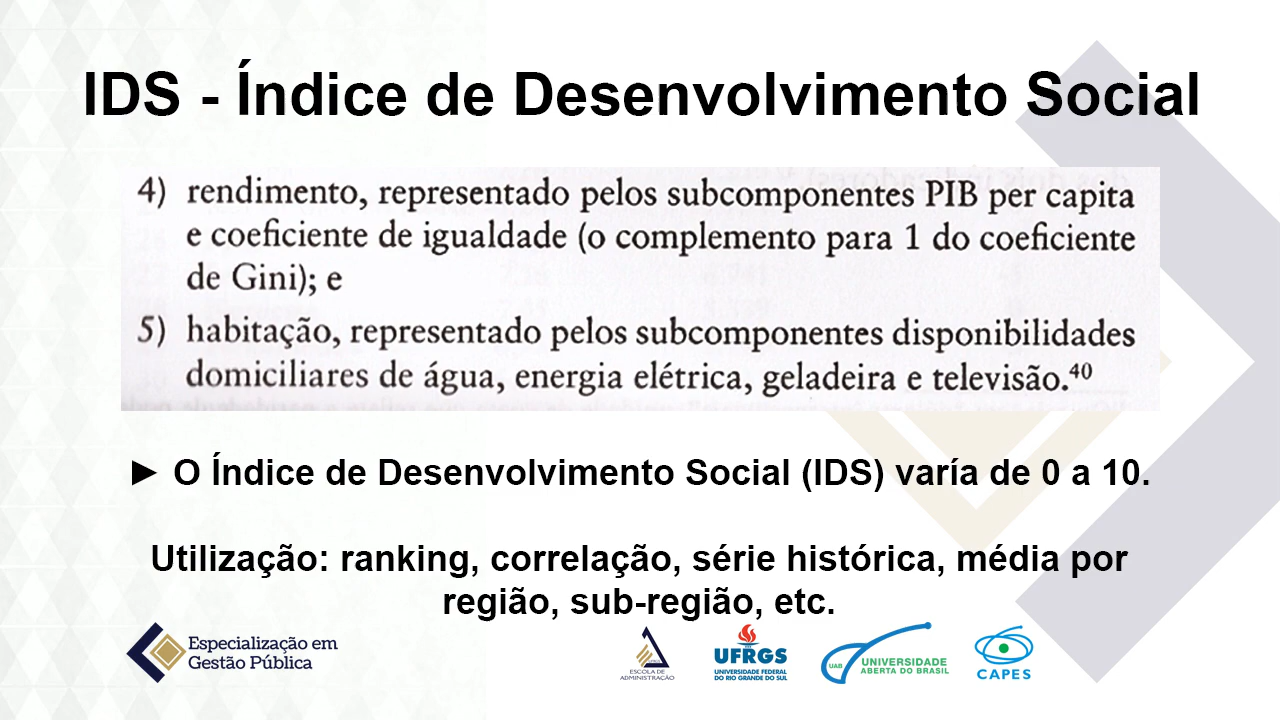 IDS - Índice de Desenvolvimento Social
4) rendimento, representado pelos subcomponentes PIB per capita
e coeficiente de igualdade (o complemento para 1 do coeficiente
de Gini); e
5) habitação, representado pelos subcomponentes disponibilidades
domiciliares de água, energia elétrica, geladeira e televisão.⁴⁰
► O Índice de Desenvolvimento Social (IDS) varía de 0 a 10.
Utilização: ranking, correlação, série histórica, média por
região, sub-região, etc.
Especialização em
Gestão Pública
ESCOLA DE
ADMINISTRAÇÃO
UFRGS
UNIVERSIDADE FEDERAL
DO RIO GRANDE DO SUL
UAB
UNIVERSIDADE
ABERTA DO BRASIL
CAPES